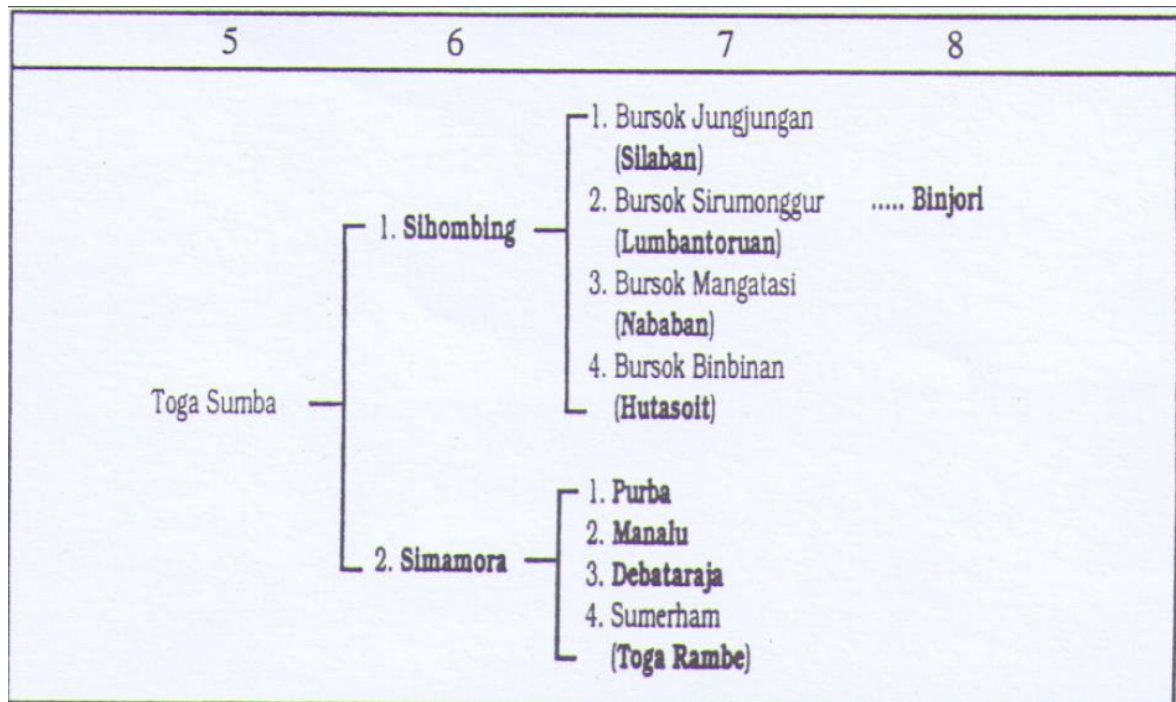 5 6 7 8
1. Bursok Jungjungan
(Silaban)
2. Bursok Sirumonggur ..... Binjori
1. Sihombing
(Lumbantoruan)
3. Bursok Mangatasi
(Nababan)
4. Bursok Binbinan
Toga Sumba
(Hutasoit)
1. Purba
2. Manalu
2. Simamora
3. Debataraja
4. Sumerham
(Toga Rambe)